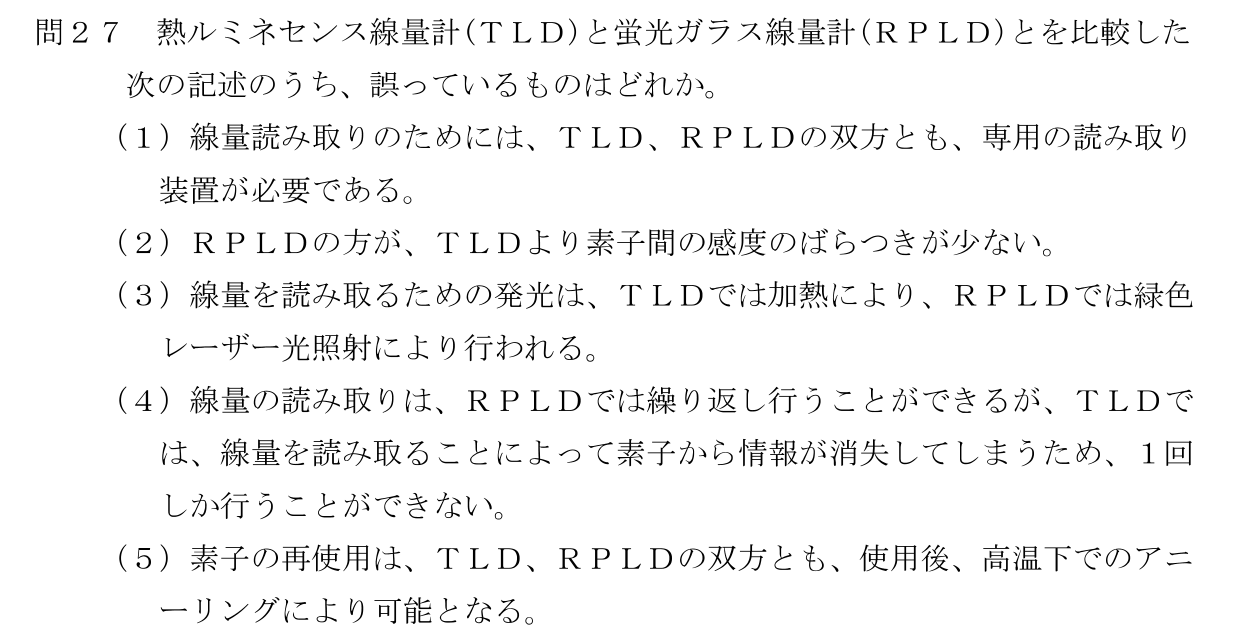 問２７　熱ルミネセンス線量計(ＴＬＤ)と蛍光ガラス線量計(ＲＰＬＤ)とを比較した
次の記述のうち、誤っているものはどれか。
（１）線量読み取りのためには、ＴＬＤ、ＲＰＬＤの双方とも、専用の読み取り
装置が必要である。
（２）ＲＰＬＤの方が、ＴＬＤより素子間の感度のばらつきが少ない。
（３）線量を読み取るための発光は、ＴＬＤでは加熱により、ＲＰＬＤでは緑色
レーザー光照射により行われる。
（４）線量の読み取りは、ＲＰＬＤでは繰り返し行うことができるが、ＴＬＤで
は、線量を読み取ることによって素子から情報が消失してしまうため、１回
しか行うことができない。
（５）素子の再使用は、ＴＬＤ、ＲＰＬＤの双方とも、使用後、高温下でのアニ
ーリングにより可能となる。